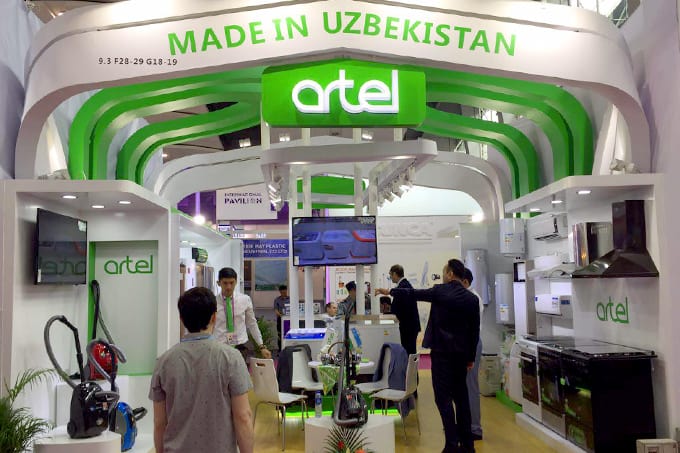 MADE IN UZBEKISTAN
9.3 F28-29 G18-19
artel
INTERNATIONAL
PAVILION
artel
artel